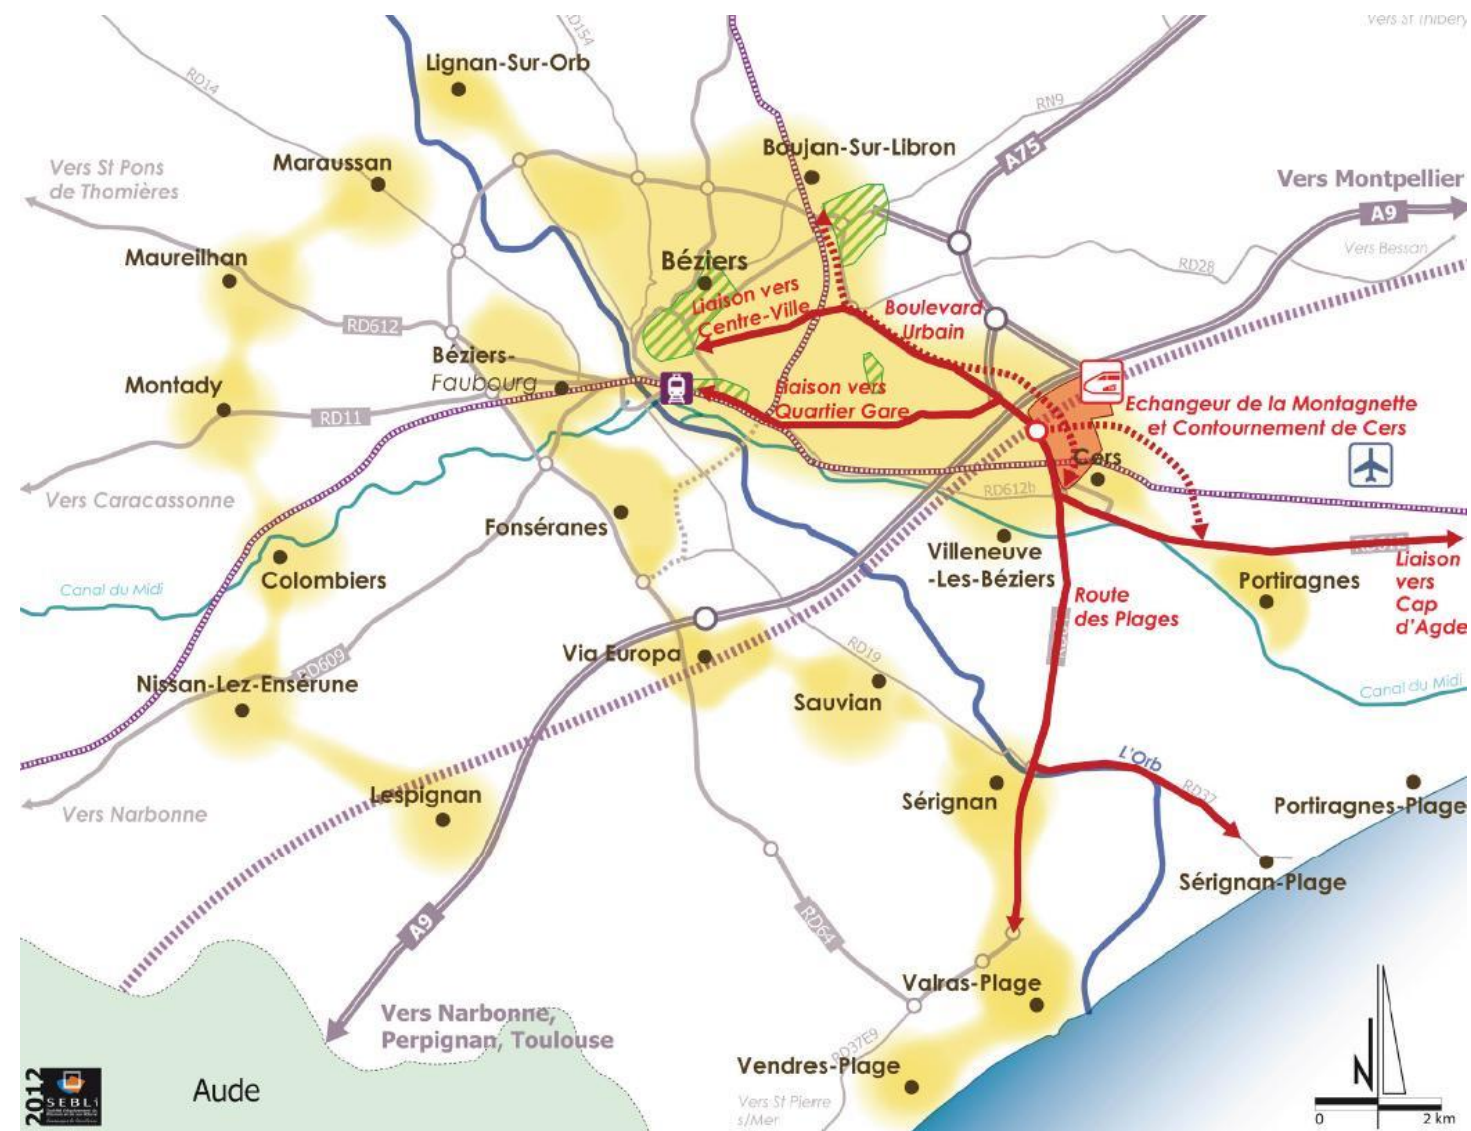 Vers St Thibéry
RD154
Lignan-Sur-Orb
RD14
RN9
Boujan-Sur-Libron
A75
Maraussan
Vers St Pons
de Thomières
Vers Montpellier
A9
Vers Bessan
Maureilhan
Béziers
RD28
Liaison vers
Centre-Ville
Boulevard
Urbain
RD612
Béziers-
Faubourg
Montady
RD11
Liaison vers
Quartier Gare
Echangeur de la Montagnette
et Contournement de Cers
Cers
Vers Caracassonne
RD612b
Fonséranes
Villeneuve
-Les-Béziers
Colombiers
Canal du Midi
Portiragnes
Liaison
vers
Cap
d'Agde
Route
des Plages
RD609
Via Europa
RD19
Nissan-Lez-Ensérune
Sauvian
Canal du Midi
L'Orb
RD37
Lespignan
Sérignan
Portiragnes-Plage
Vers Narbonne
Sérignan-Plage
A9
RD64
Valras-Plage
Vers Narbonne,
Perpignan, Toulouse
RD37E9
Vendres-Plage
Aude
2012
SEBLi
Vers St Pierre
s/Mer
N
0
2 km